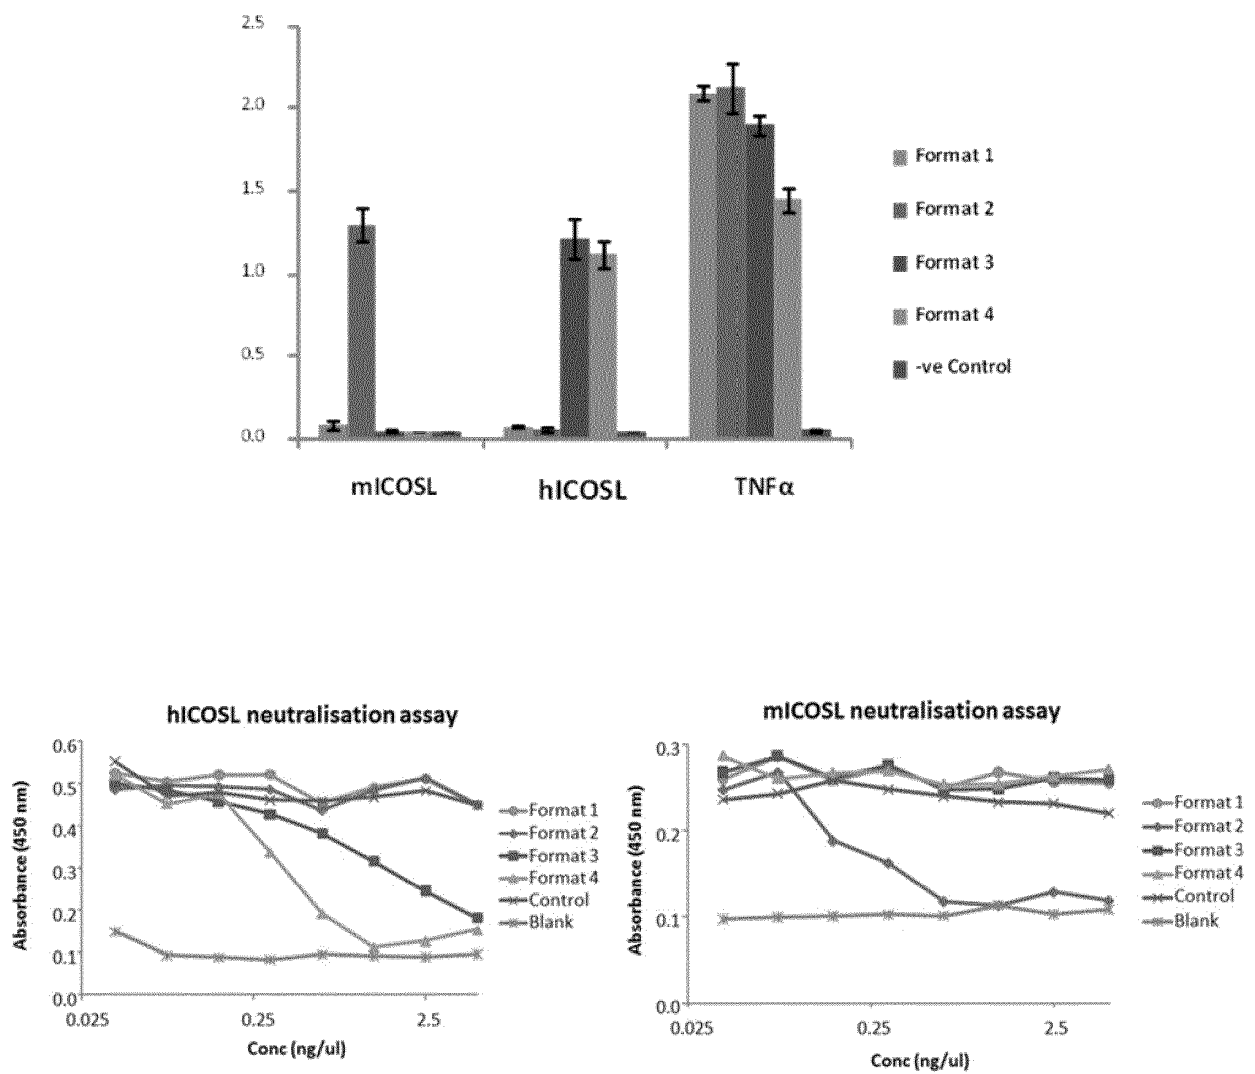 2.5
2.0
1.5
1.0
0.5
0.0
mICOSL
hICOSL
TNFα
Format 1
Format 2
Format 3
Format 4
-ve Control
hICOSL neutralisation assay
Absorbance (450 nm)
0.6
0.5
0.4
0.3
0.2
0.1
0.0
0.025
0.25
2.5
Conc (ng/ul)
Format 1
Format 2
Format 3
Format 4
Control
Blank
mICOSL neutralisation assay
Absorbance (450 nm)
0.3
0.2
0.1
0.0
0.025
0.25
2.5
Conc (ng/ul)
Format 1
Format 2
Format 3
Format 4
Control
Blank